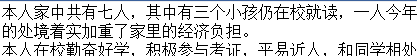 本人家中共有七人，其中有三个小孩仍在校就读，一人今年
的处境着实加重了家里的经济负担。
本人在校勤奋好学，积极参与考证，平易近人，和同学相处